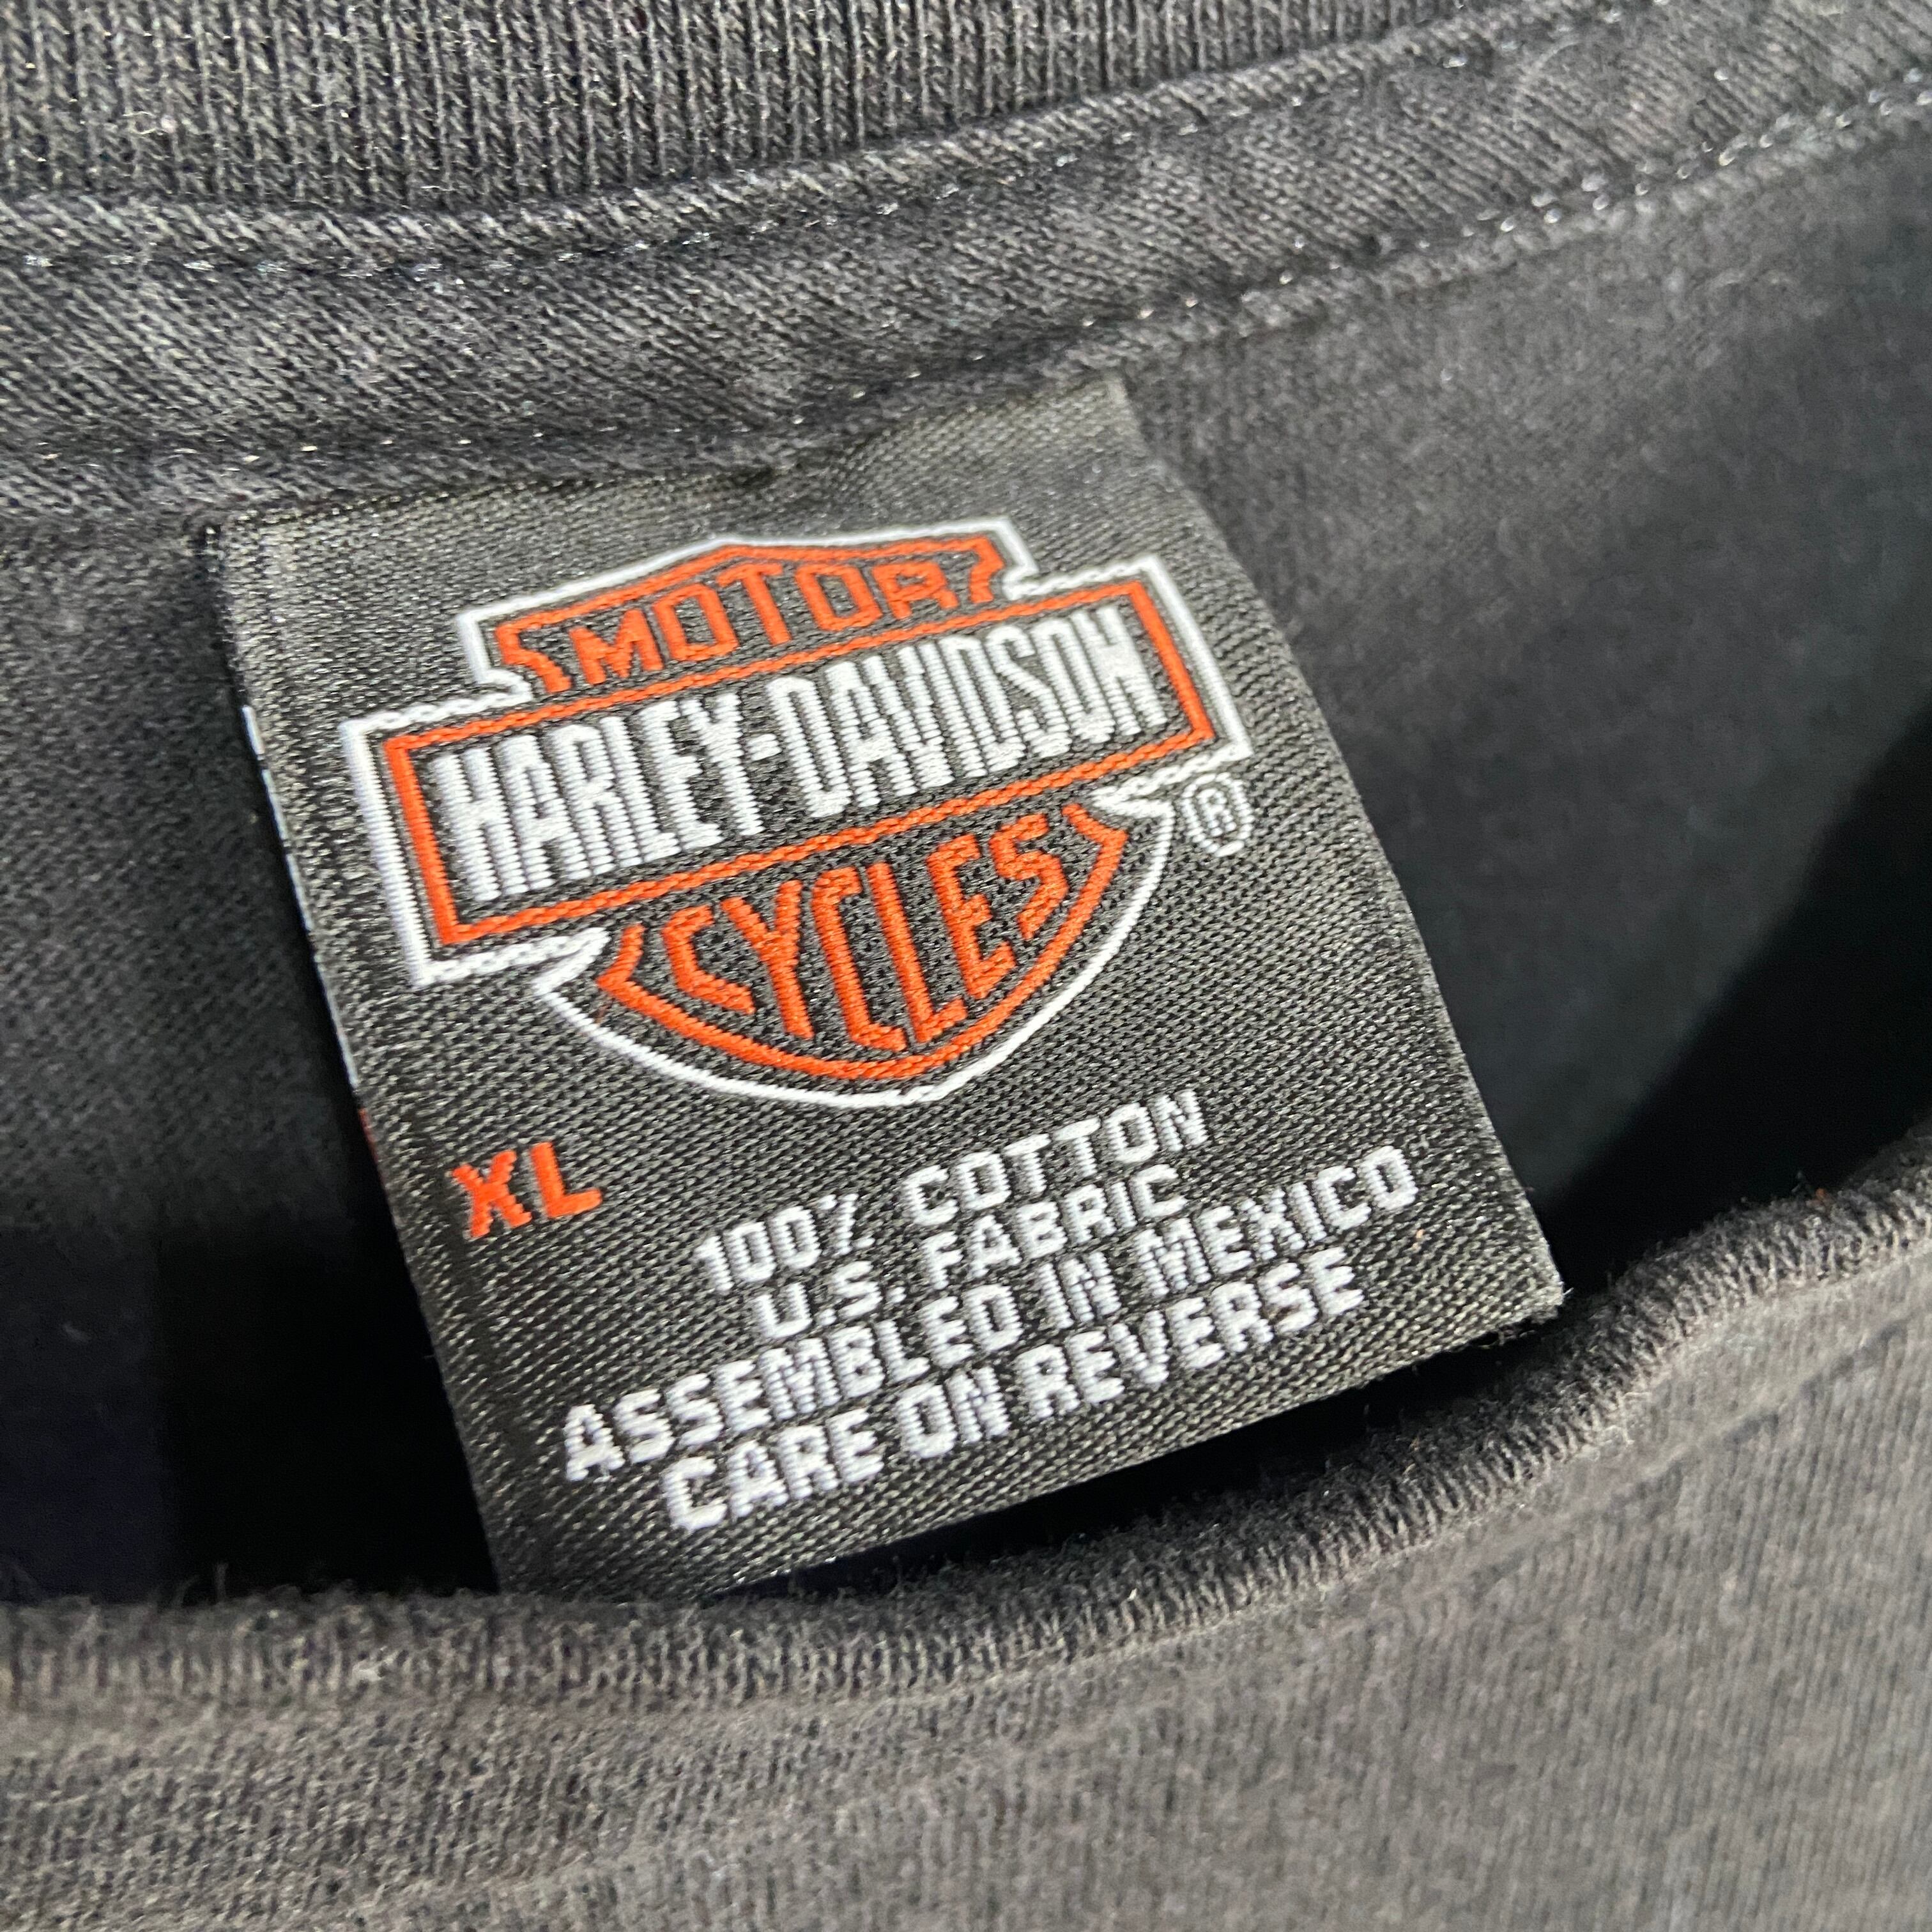 MOTOR
HARLEY-DAVIDSON
®
CYCLES
XL
100% COTTON
U.S. FABRIC
ASSEMBLED IN MEXICO
CARE ON REVERSE